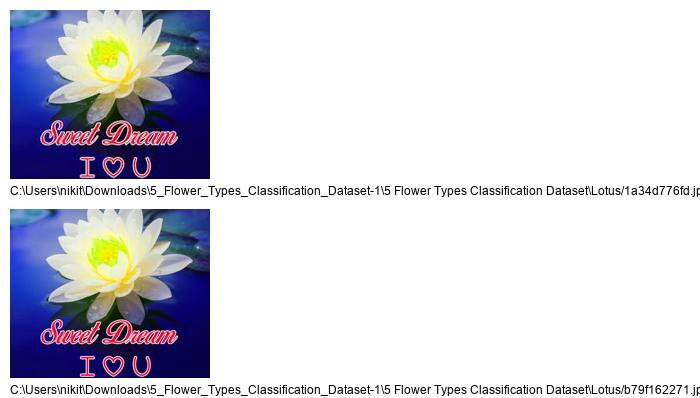 Sweet Dream
I ♡ U
C:\Users\nikit\Downloads\5_Flower_Types_Classification_Dataset-1\5 Flower Types Classification Dataset\Lotus/1a34d776fd.jp
Sweet Dream
I ♡ U
C:\Users\nikit\Downloads\5_Flower_Types_Classification_Dataset-1\5 Flower Types Classification Dataset\Lotus/b79f162271.jp